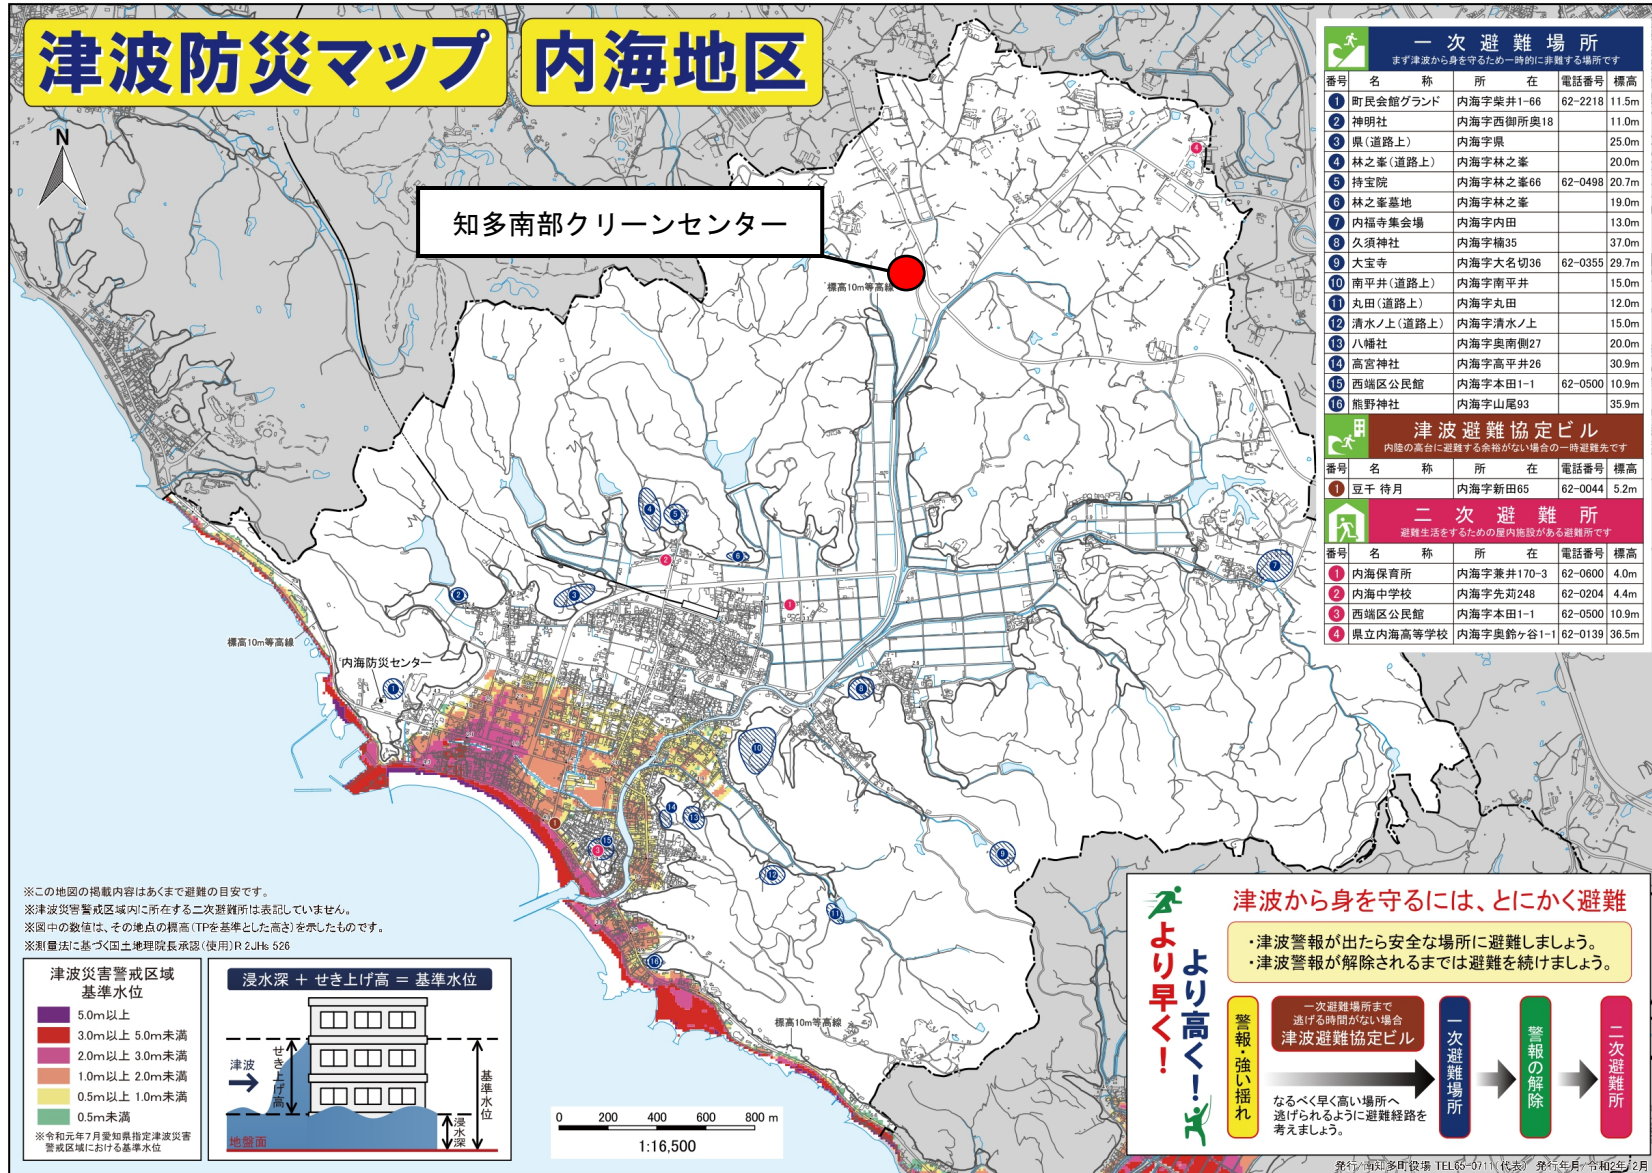 津波防災マップ 内海地区
N
知多南部クリーンセンター
標高10m等高線
標高10m等高線
内海防災センター
標高10m等高線
一次避難場所
まず津波から身を守るため一時的に非難する場所です
番号 名称 所在 電話番号 標高
1 町民会館グランド 内海字柴井1-66 62-2218 11.5m
2 神明社 内海字西御所奥18 11.0m
3 県(道路上) 内海字県 25.0m
4 林之峯(道路上) 内海字林之峯 20.0m
5 持宝院 内海字林之峯66 62-0498 20.7m
6 林之峯墓地 内海字林之峯 19.0m
7 内福寺集会場 内海字内田 13.0m
8 久須神社 内海字楠35 37.0m
9 大宝寺 内海字大名切36 62-0355 29.7m
10 南平井(道路上) 内海字南平井 15.0m
11 丸田(道路上) 内海字丸田 12.0m
12 清水ノ上(道路上) 内海字清水ノ上 15.0m
13 八幡社 内海字奥南側27 20.0m
14 高宮神社 内海字高平井26 30.9m
15 西端区公民館 内海字本田1-1 62-0500 10.9m
16 熊野神社 内海字山尾93 35.9m
津波避難協定ビル
内陸の高台に避難する余裕がない場合の一時避難先です
番号 名称 所在 電話番号 標高
1 豆千 待月 内海字新田65 62-0044 5.2m
二次避難所
避難生活をするための屋内施設がある避難所です
番号 名称 所在 電話番号 標高
1 内海保育所 内海字兼井170-3 62-0600 4.0m
2 内海中学校 内海字先苅248 62-0204 4.4m
3 西端区公民館 内海字本田1-1 62-0500 10.9m
4 県立内海高等学校 内海字奥鈴ヶ谷1-1 62-0139 36.5m
※この地図の掲載内容はあくまで避難の目安です。
※津波災害警戒区域内に所在する二次避難所は表記していません。
※図中の数値は、その地点の標高(TPを基準とした高さ)を示したものです。
※測量法に基づく国土地理院長承認(使用)R 2JHs 526
津波災害警戒区域
基準水位
5.0m以上
3.0m以上 5.0m未満
2.0m以上 3.0m未満
1.0m以上 2.0m未満
0.5m以上 1.0m未満
0.5m未満
※令和元年7月愛知県指定津波災害
警戒区域における基準水位
浸水深 + せき上げ高 = 基準水位
津波
せき上げ高
基準水位
浸水深
地盤面
0 200 400 600 800 m
1:16,500
津波から身を守るには、とにかく避難
より早く!
より高く!
・津波警報が出たら安全な場所に避難しましょう。
・津波警報が解除されるまでは避難を続けましょう。
警報・強い揺れ
一次避難場所まで
逃げる時間がない場合
津波避難協定ビル
なるべく早く高い場所へ
逃げられるように避難経路を
考えましょう。
一次避難場所
警報の解除
二次避難所
発行/南知多町役場 TEL65-0711(代表) 発行年月/令和2年12月